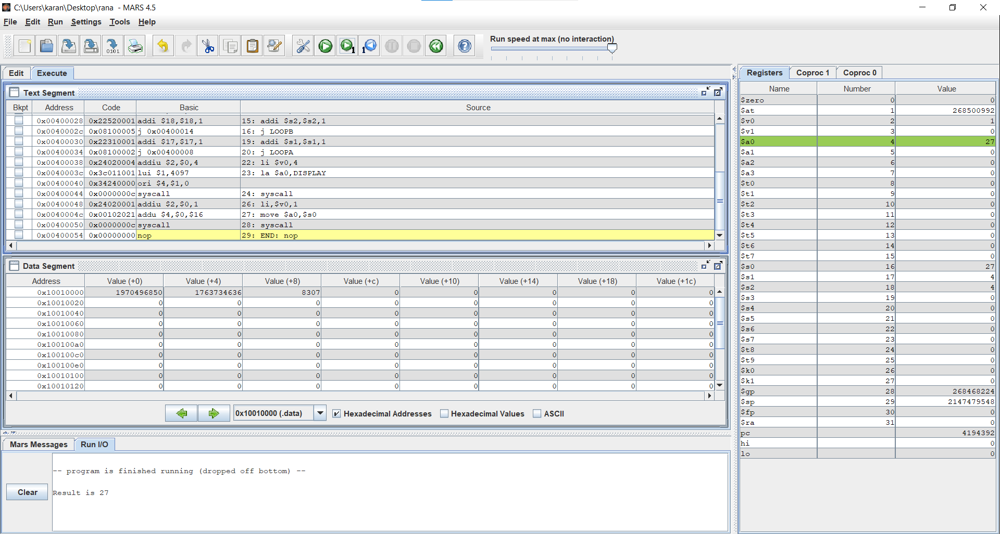 C:\Users\karan\Desktop\rana - MARS 4.5
File Edit Run Settings Tools Help
Run speed at max (no interaction)
Edit Execute
Text Segment
Bkpt Address Code Basic Source
0x00400028 0x22520001 addi $18,$18,1 15: addi $s2,$s2,1
0x0040002c 0x08100005 j 0x00400014 16: j LOOPB
0x00400030 0x22310001 addi $17,$17,1 19: addi $s1,$s1,1
0x00400034 0x08100002 j 0x00400008 20: j LOOPA
0x00400038 0x24020004 addiu $2,$0,4 22: li $v0,4
0x0040003c 0x3c011001 lui $1,4097 23: la $a0,DISPLAY
0x00400040 0x34240000 ori $4,$1,0
0x00400044 0x0000000c syscall 24: syscall
0x00400048 0x24020001 addiu $2,$0,1 26: li,$v0,1
0x0040004c 0x00102021 addu $4,$0,$16 27: move $a0,$s0
0x00400050 0x0000000c syscall 28: syscall
0x00400054 0x00000000 nop 29: END: nop
Data Segment
Address Value (+0) Value (+4) Value (+8) Value (+c) Value (+10) Value (+14) Value (+18) Value (+1c)
0x10010000 1970496850 1763734636 8307 0 0 0 0 0
0x10010020 0 0 0 0 0 0 0 0
0x10010040 0 0 0 0 0 0 0 0
0x10010060 0 0 0 0 0 0 0 0
0x10010080 0 0 0 0 0 0 0 0
0x100100a0 0 0 0 0 0 0 0 0
0x100100c0 0 0 0 0 0 0 0 0
0x100100e0 0 0 0 0 0 0 0 0
0x10010100 0 0 0 0 0 0 0 0
0x10010120 0 0 0 0 0 0 0 0
0x10010000 (.data) Hexadecimal Addresses Hexadecimal Values ASCII
Mars Messages Run I/O
-- program is finished running (dropped off bottom) --
Clear
Result is 27
Registers Coproc 1 Coproc 0
Name Number Value
$zero 0 0
$at 1 268500992
$v0 2 1
$v1 3 0
$a0 4 27
$a1 5 0
$a2 6 0
$a3 7 0
$t0 8 0
$t1 9 0
$t2 10 0
$t3 11 0
$t4 12 0
$t5 13 0
$t6 14 0
$t7 15 0
$s0 16 27
$s1 17 4
$s2 18 4
$s3 19 0
$s4 20 0
$s5 21 0
$s6 22 0
$s7 23 0
$t8 24 0
$t9 25 0
$k0 26 0
$k1 27 0
$gp 28 268468224
$sp 29 2147479548
$fp 30 0
$ra 31 0
pc 4194392
hi 0
lo 0